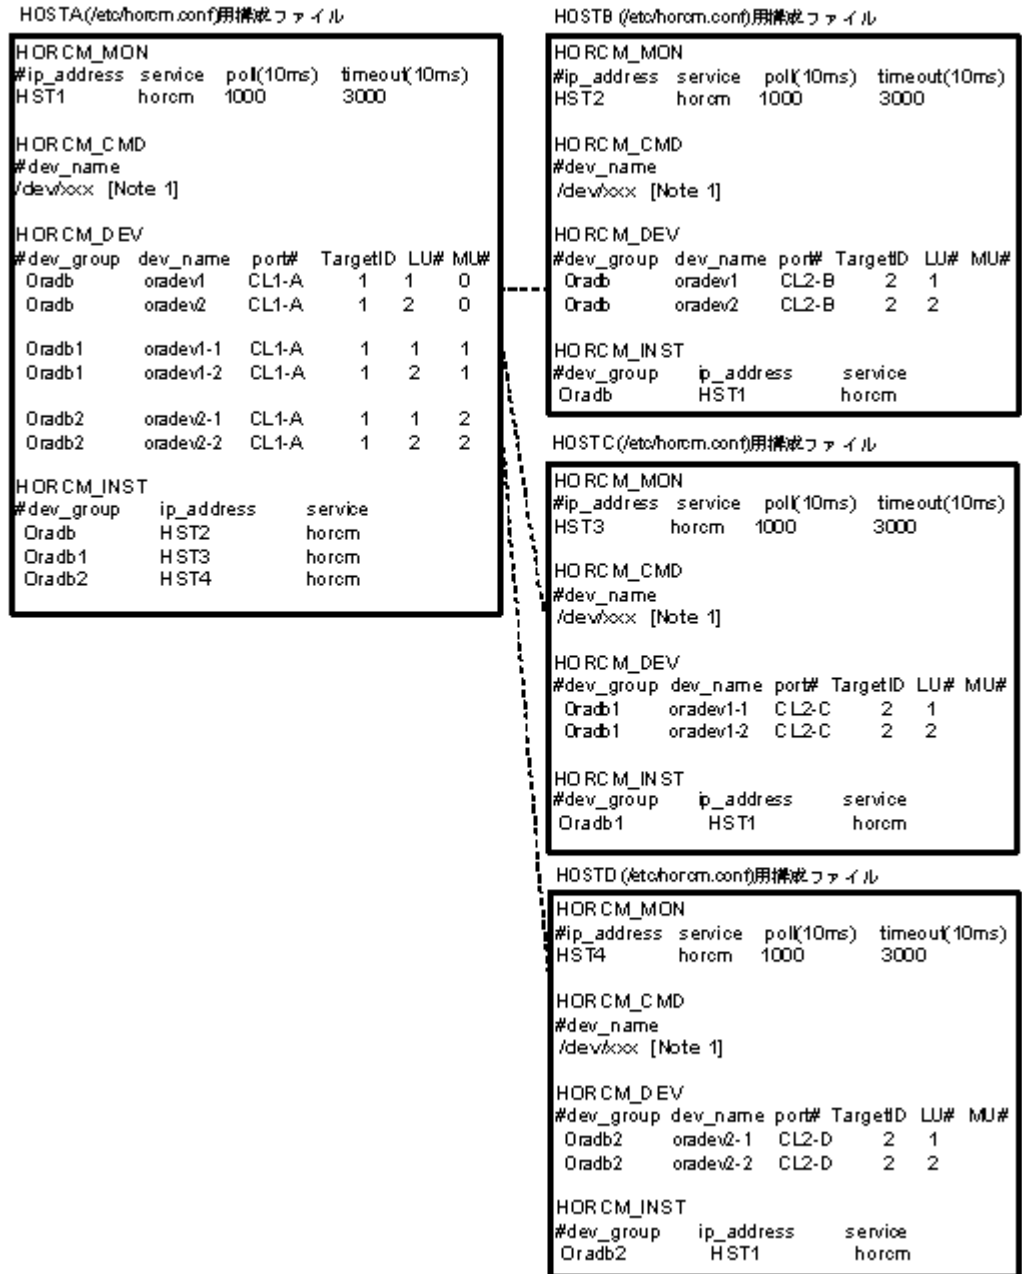 HOSTA(/etc/horcm.conf)用構成ファイル
HORCM_MON
#ip_address service poll(10ms) timeout(10ms)
HST1 horcm 1000 3000
HORCM_CMD
#dev_name
/dev/xxx [Note 1]
HORCM_DEV
#dev_group dev_name port# TargetID LU# MU#
Oradb oradev1 CL1-A 1 1 0
Oradb oradev2 CL1-A 1 2 0
Oradb1 oradev1-1 CL1-A 1 1 1
Oradb1 oradev1-2 CL1-A 1 2 1
Oradb2 oradev2-1 CL1-A 1 1 2
Oradb2 oradev2-2 CL1-A 1 2 2
HORCM_INST
#dev_group ip_address service
Oradb HST2 horcm
Oradb1 HST3 horcm
Oradb2 HST4 horcm
HOSTB (/etc/horcm.conf)用構成ファイル
HORCM_MON
#ip_address service poll(10ms) timeout(10ms)
HST2 horcm 1000 3000
HORCM_CMD
#dev_name
/dev/xxx [Note 1]
HORCM_DEV
#dev_group dev_name port# TargetID LU# MU#
Oradb oradev1 CL2-B 2 1
Oradb oradev2 CL2-B 2 2
HORCM_INST
#dev_group ip_address service
Oradb HST1 horcm
HOSTC(/etc/horcm.conf)用構成ファイル
HORCM_MON
#ip_address service poll(10ms) timeout(10ms)
HST3 horcm 1000 3000
HORCM_CMD
#dev_name
/dev/xxx [Note 1]
HORCM_DEV
#dev_group dev_name port# TargetID LU# MU#
Oradb1 oradev1-1 CL2-C 2 1
Oradb1 oradev1-2 CL2-C 2 2
HORCM_INST
#dev_group ip_address service
Oradb1 HST1 horcm
HOSTD (/etc/horcm.conf)用構成ファイル
HORCM_MON
#ip_address service poll(10ms) timeout(10ms)
HST4 horcm 1000 3000
HORCM_CMD
#dev_name
/dev/xxx [Note 1]
HORCM_DEV
#dev_group dev_name port# TargetID LU# MU#
Oradb2 oradev2-1 CL2-D 2 1
Oradb2 oradev2-2 CL2-D 2 2
HORCM_INST
#dev_group ip_address service
Oradb2 HST1 horcm